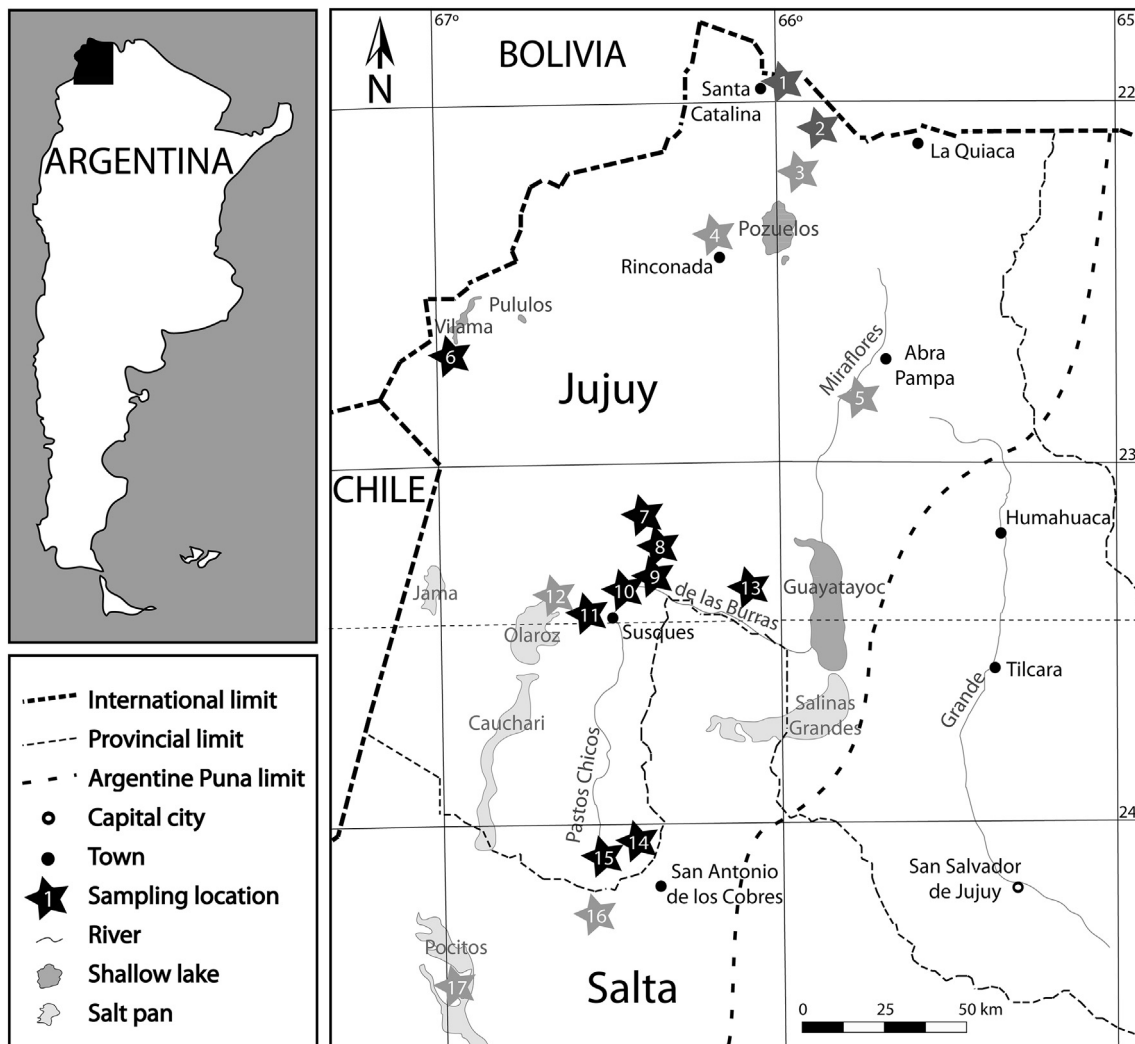 ARGENTINA
International limit
Provincial limit
Argentine Puna limit
Capital city
Town
1
Sampling location
River
Shallow lake
Salt pan
67º
66º
65
N
BOLIVIA
Santa
Catalina
1
22
2
La Quiaca
3
4
Pozuelos
Rinconada
Pululos
Vilama
6
Miraflores
Abra
Pampa
Jujuy
5
23
CHILE
7
Humahuaca
8
9
Jama
12
10
de las Burras
13
Guayatayoc
11
Olaroz
Susques
Tilcara
Cauchari
Salinas
Grandes
Grande
Pastos Chicos
24
14
15
San Antonio
de los Cobres
San Salvador
de Jujuy
16
Pocitos
17
Salta
0
25
50 km